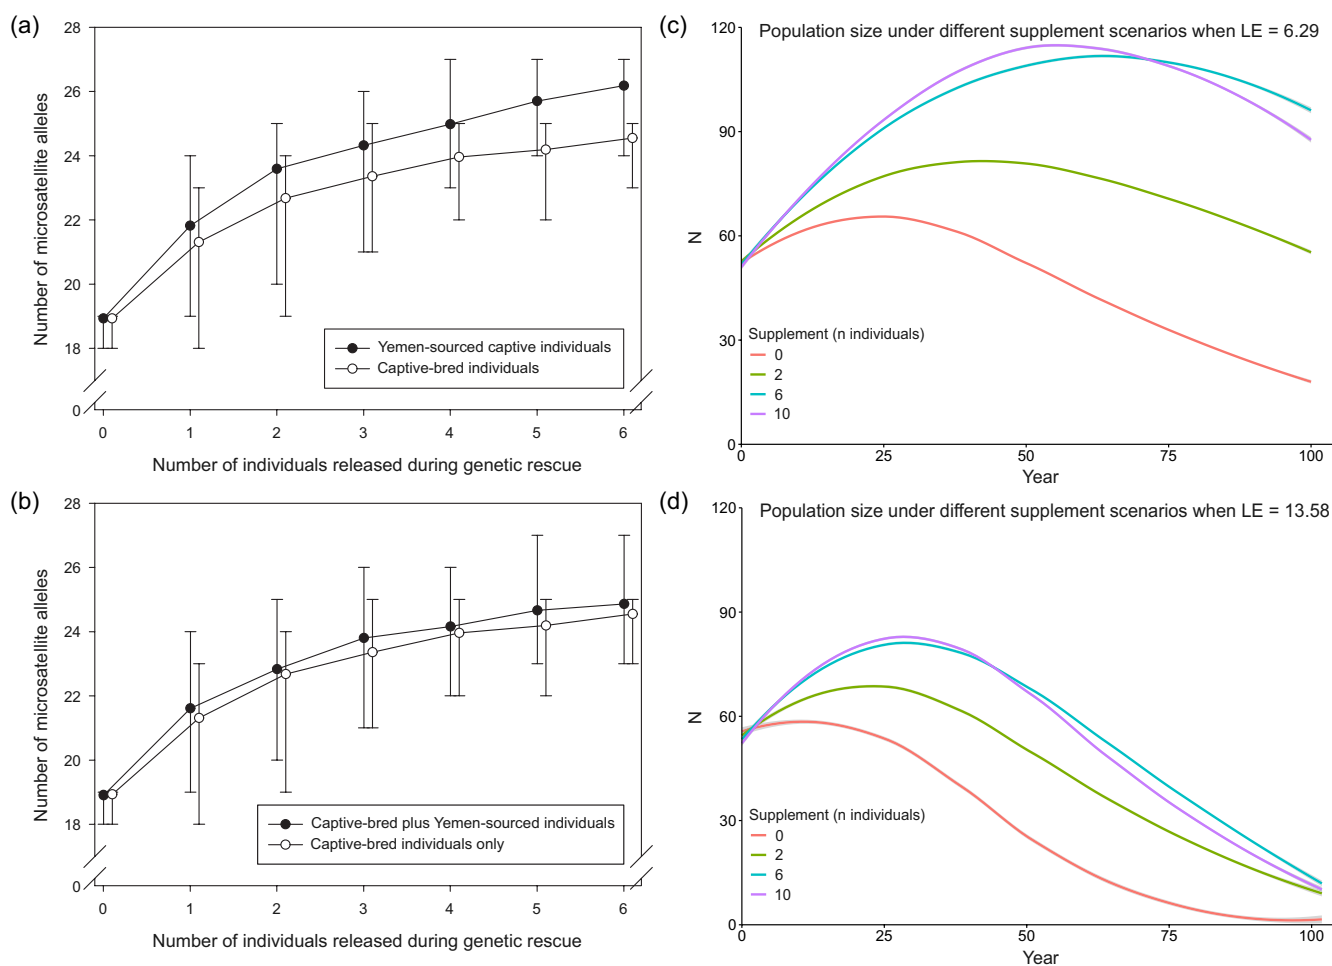 (a)
28
26
24
22
20
18
0
Number of microsatellite alleles
Yemen-sourced captive individuals
Captive-bred individuals
0 1 2 3 4 5 6
Number of individuals released during genetic rescue
(b)
28
26
24
22
20
18
0
Number of microsatellite alleles
Captive-bred plus Yemen-sourced individuals
Captive-bred individuals only
0 1 2 3 4 5 6
Number of individuals released during genetic rescue
(c)
Population size under different supplement scenarios when LE = 6.29
120
90
60
30
0
N
Supplement (n individuals)
0
2
6
10
0 25 50 75 100
Year
(d)
Population size under different supplement scenarios when LE = 13.58
120
90
60
30
0
N
Supplement (n individuals)
0
2
6
10
0 25 50 75 100
Year